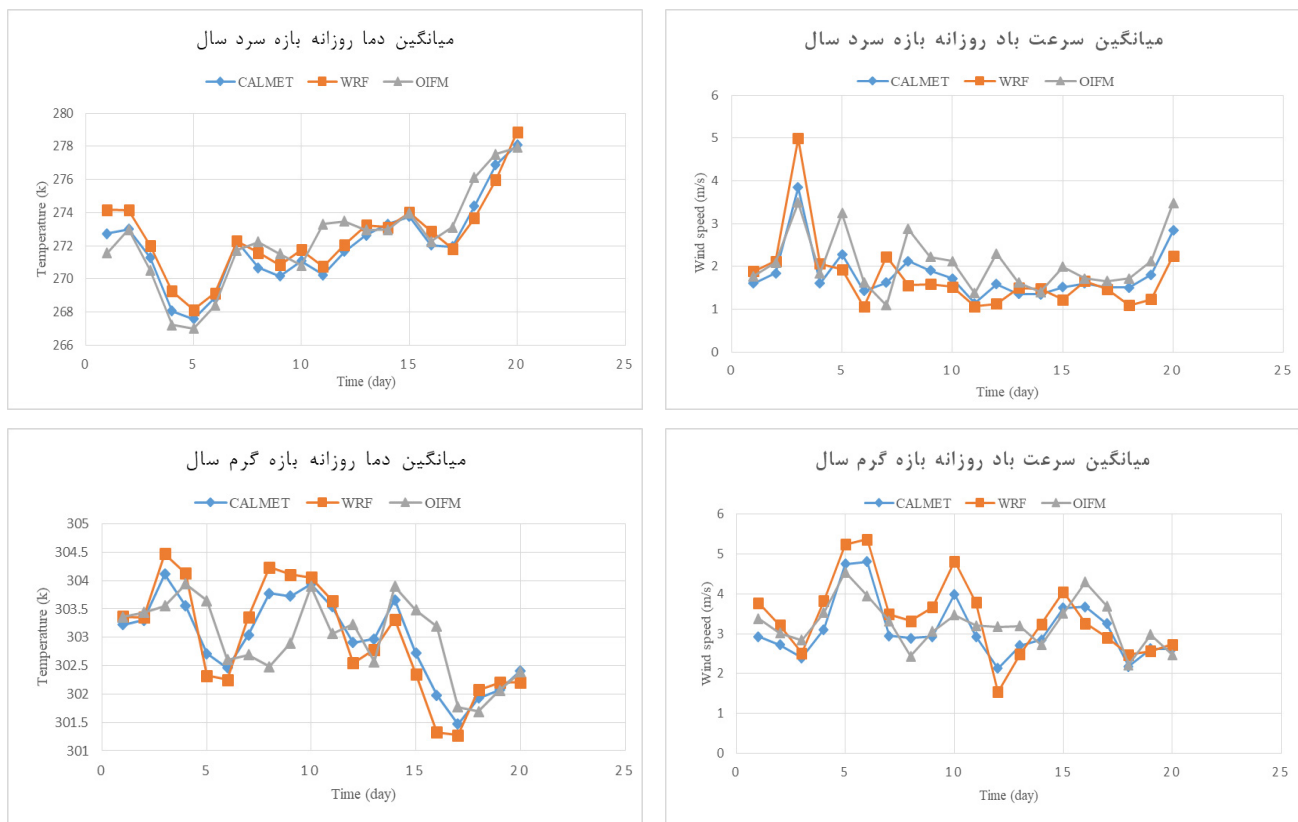 میانگین دما روزانه بازه سرد سال
CALMET WRF OIFM
Temperature (k)
280
278
276
274
272
270
268
266
0 5 10 15 20 25
Time (day)
میانگین سرعت باد روزانه بازه سرد سال
CALMET WRF OIFM
Wind speed (m/s)
6
5
4
3
2
1
0
0 5 10 15 20 25
Time (day)
میانگین دما روزانه بازه گرم سال
CALMET WRF OIFM
Temperature (k)
305
304.5
304
303.5
303
302.5
302
301.5
301
0 5 10 15 20 25
Time (day)
میانگین سرعت باد روزانه بازه گرم سال
CALMET WRF OIFM
Wind speed (m/s)
6
5
4
3
2
1
0
0 5 10 15 20 25
Time (day)